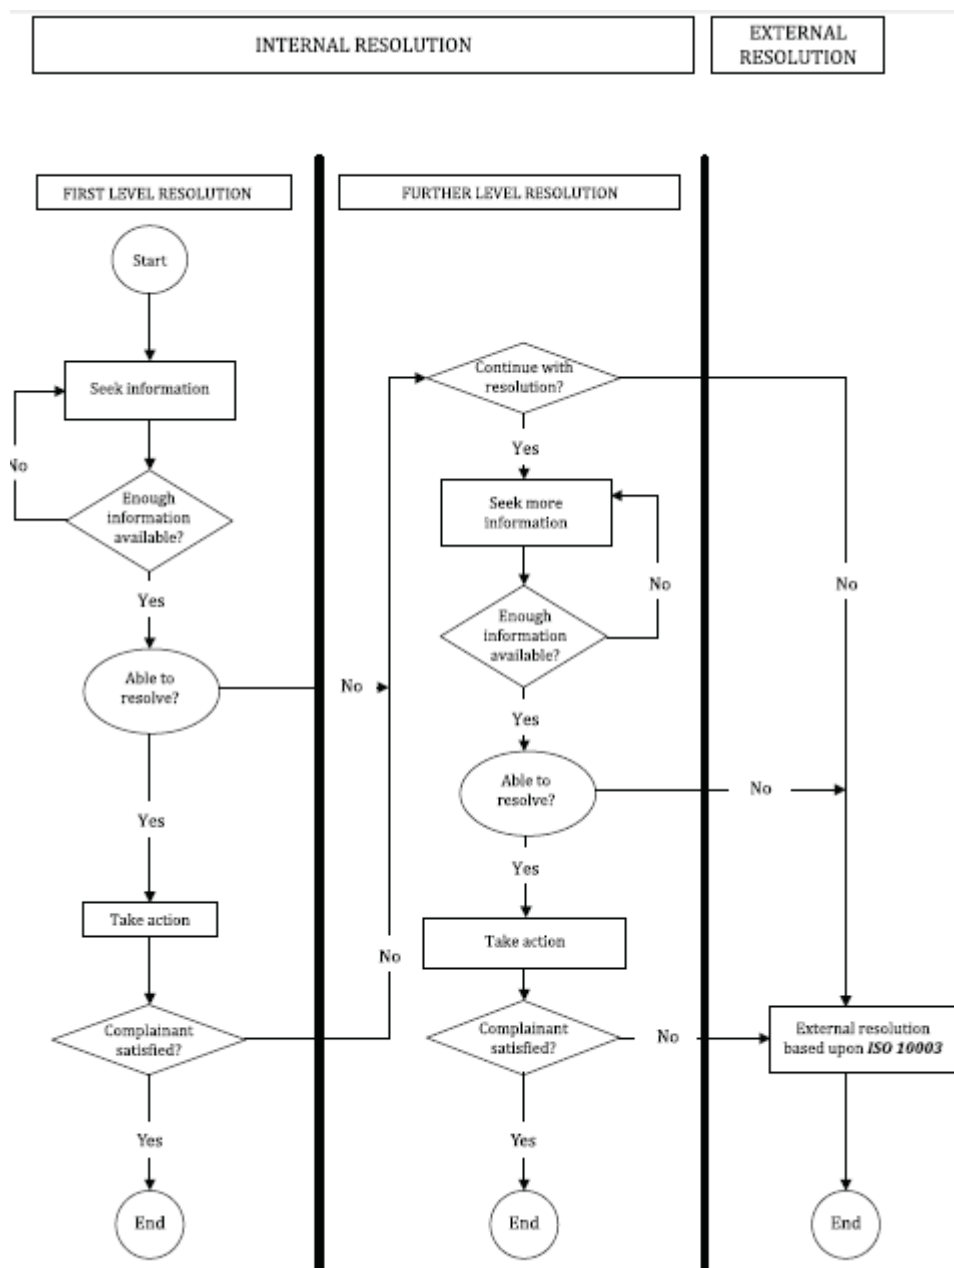 INTERNAL RESOLUTION
EXTERNAL
RESOLUTION
FIRST LEVEL RESOLUTION
FURTHER LEVEL RESOLUTION
Start
Seek information
No
Enough
information
available?
Yes
Able to
resolve?
No
Yes
Take action
No
Complainant
satisfied?
Yes
End
Continue with
resolution?
Yes
Seek more
information
No
Enough
information
available?
Yes
Able to
resolve?
No
Yes
Take action
Complainant
satisfied?
No
Yes
End
No
External resolution
based upon ISO 10003
End